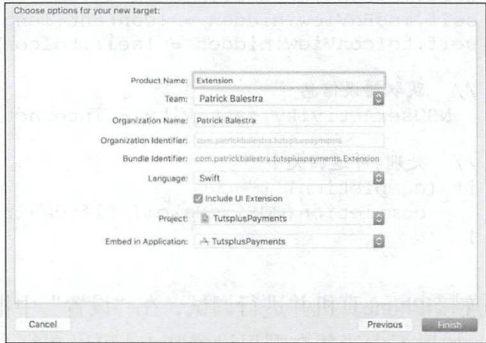 Choose options for your new target:
Product Name: Extension
Team: Patrick Balestra
Organization Name: Patrick Balestra
Organization Identifier: com.patrickbalestra.tutspluspayments
Bundle Identifier: com.patrickbalestra.tutspluspayments.Extension
Language: Swift
Include UI Extension
Project: TutsplusPayments
Embed in Application: TutsplusPayments
Cancel
Previous
Finish